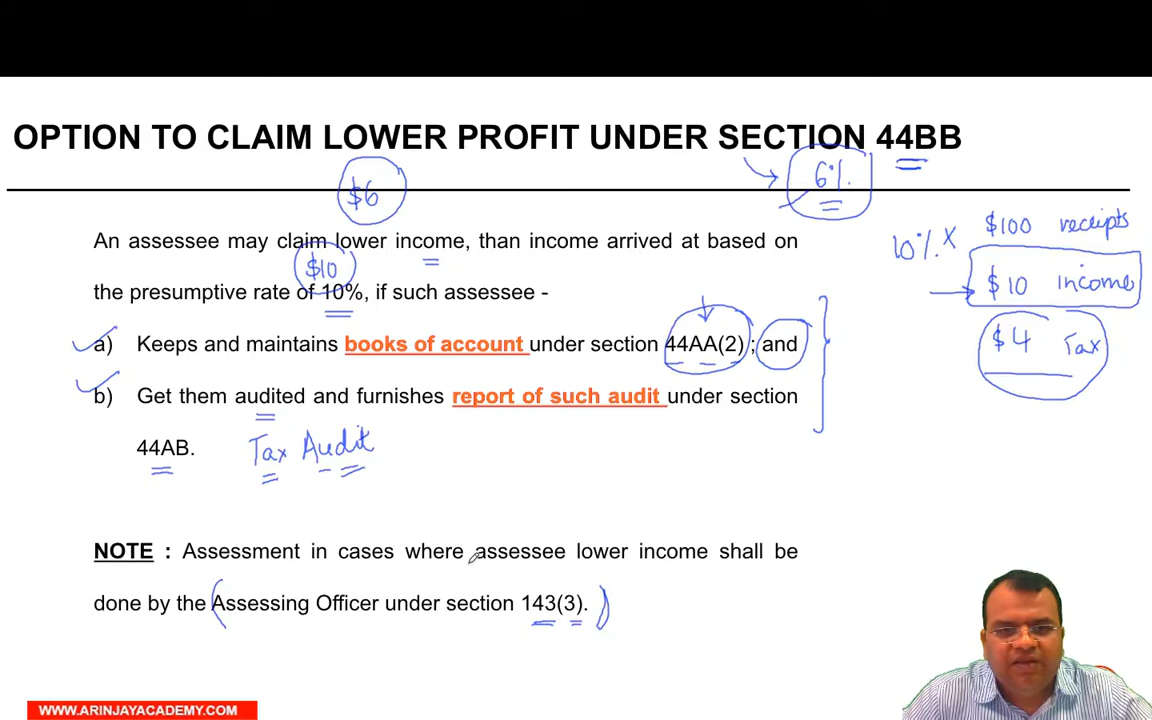 OPTION TO CLAIM LOWER PROFIT UNDER SECTION 44BB
$6
6%.
An assessee may claim lower income, than income arrived at based on
$10
the presumptive rate of 10%, if such assessee -
a) Keeps and maintains books of account under section 44AA(2) ; and
b) Get them audited and furnishes report of such audit under section
44AB.
Tax Audit
10%. X $100 receipts
$10 income
$4 Tax
NOTE : Assessment in cases where assessee lower income shall be
done by the Assessing Officer under section 143(3).
WWW.ARINJAYACADEMY.COM